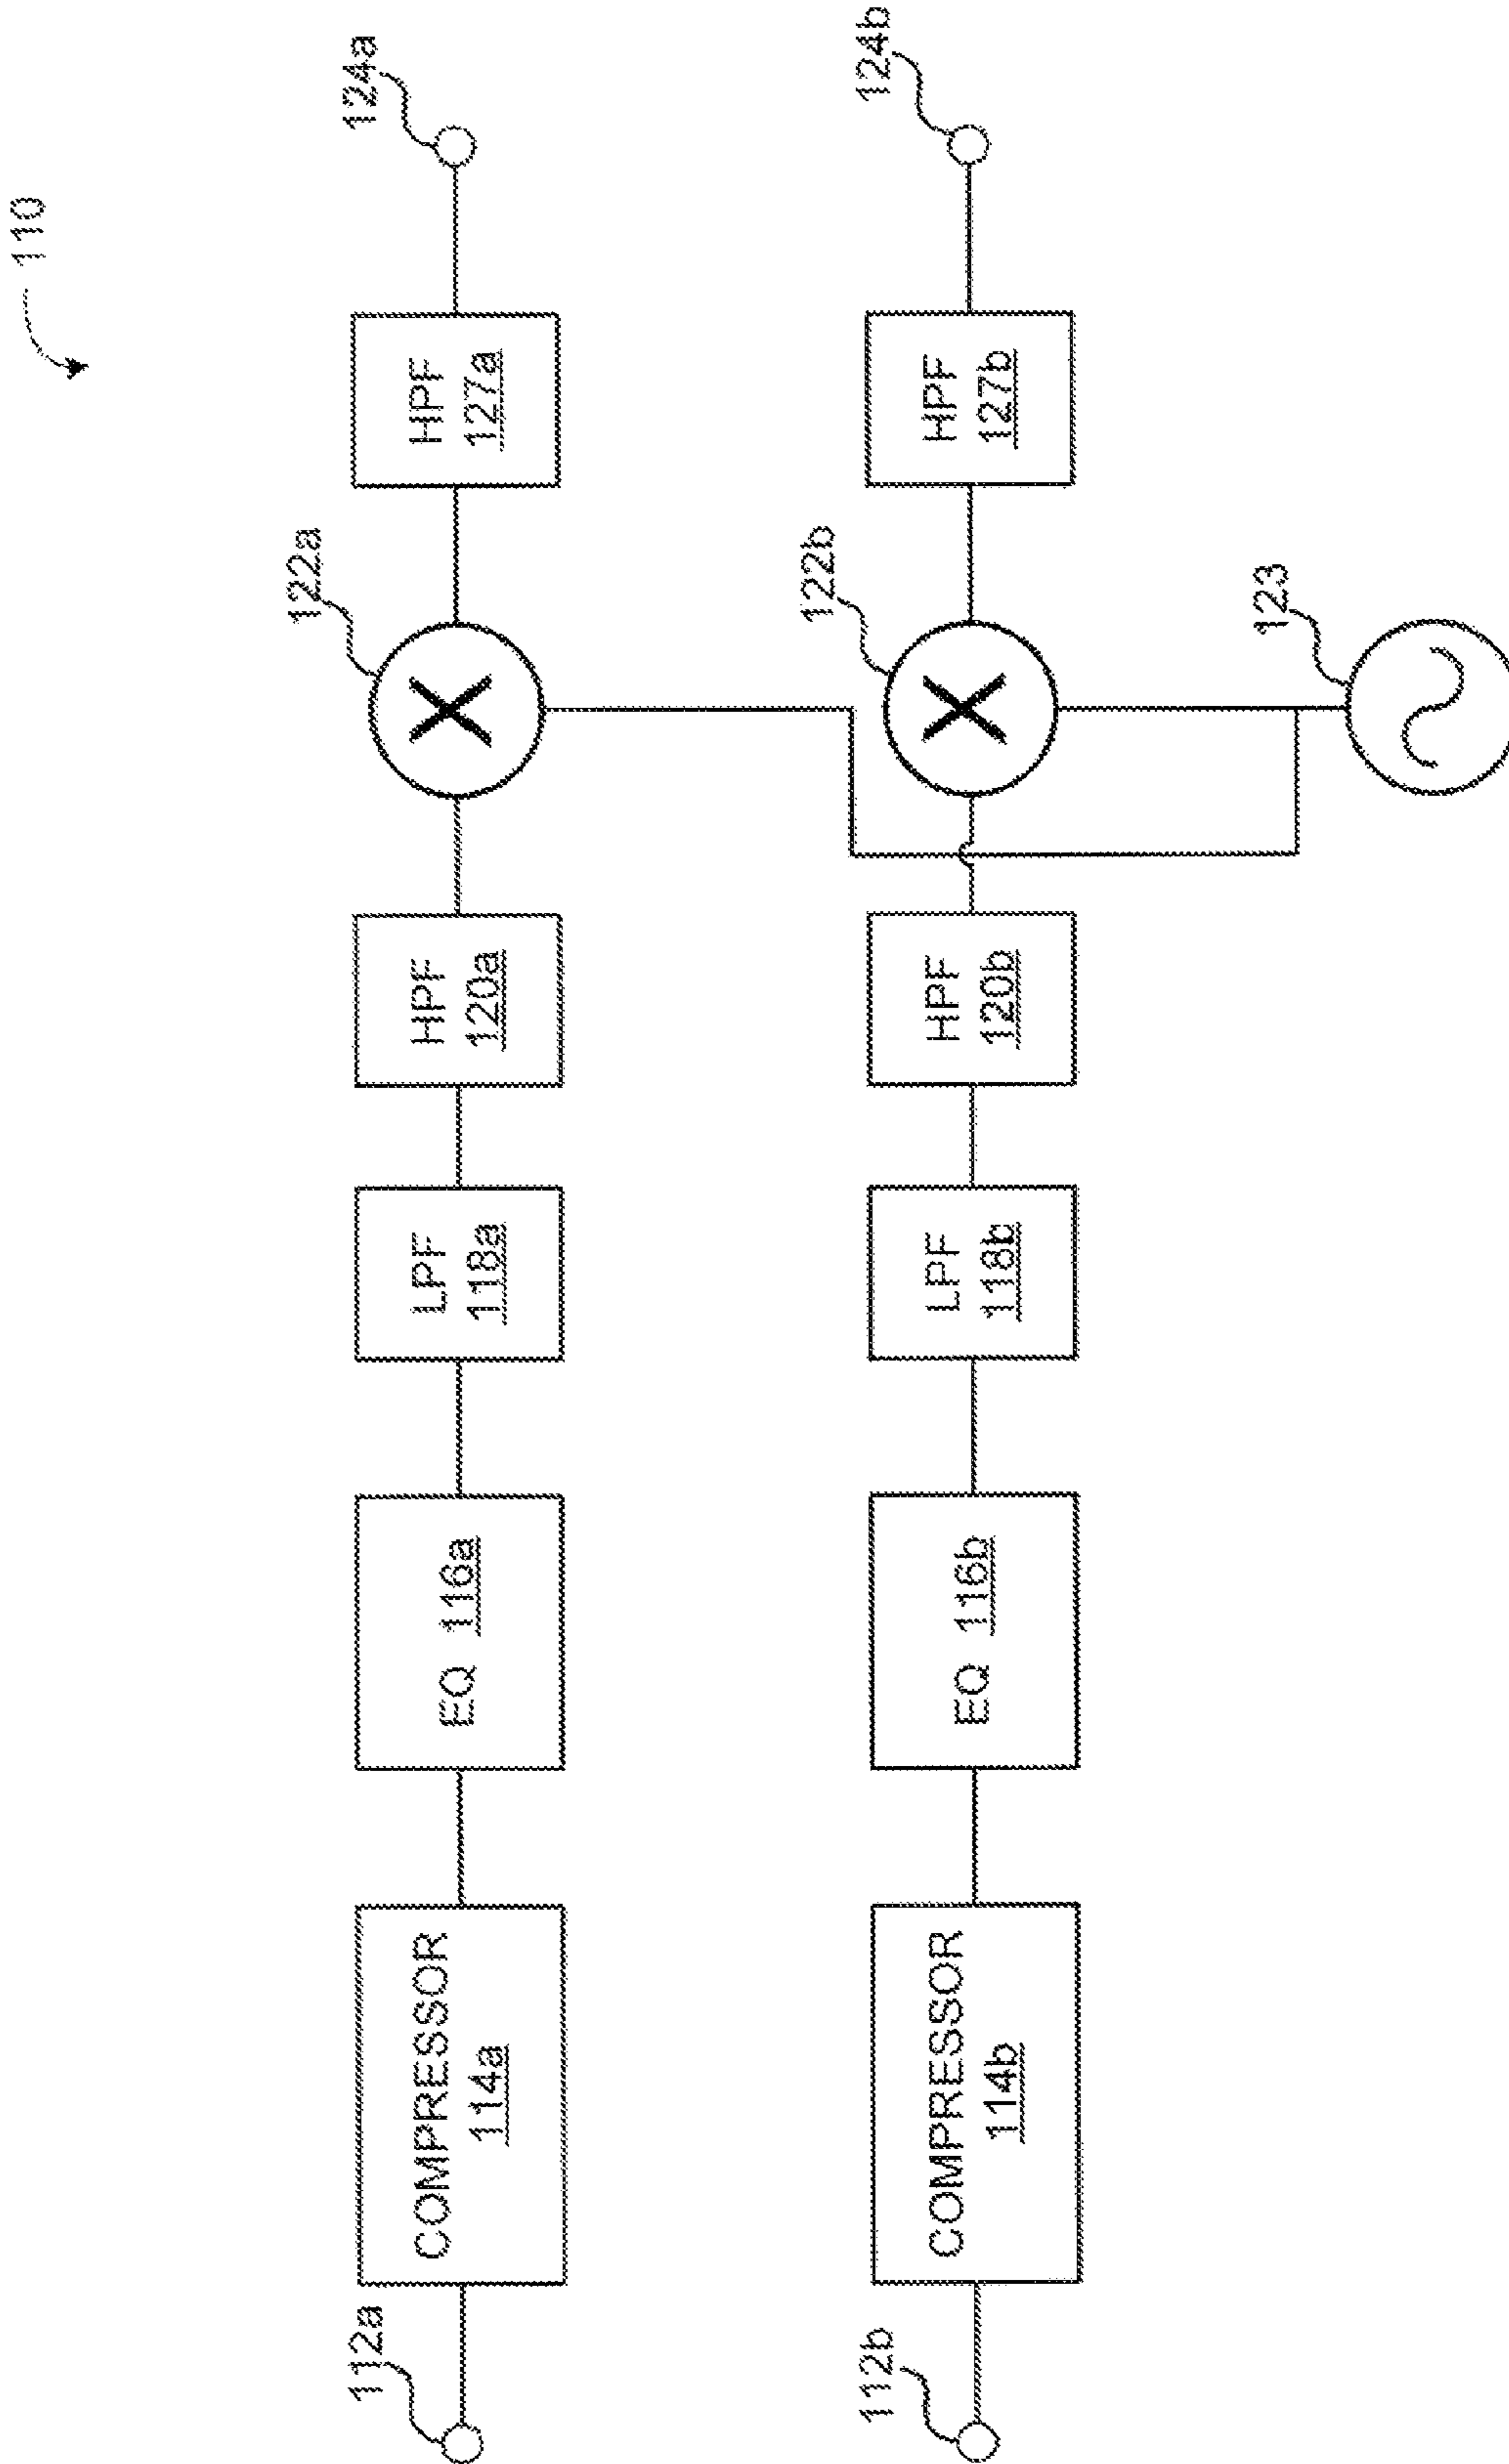 110
112a
COMPRESSOR
114a
EQ 116a
LPF
118a
HPF
120a
122a
HPF
127a
124a
112b
COMPRESSOR
114b
EQ 116b
LPF
118b
HPF
120b
122b
HPF
127b
124b
123